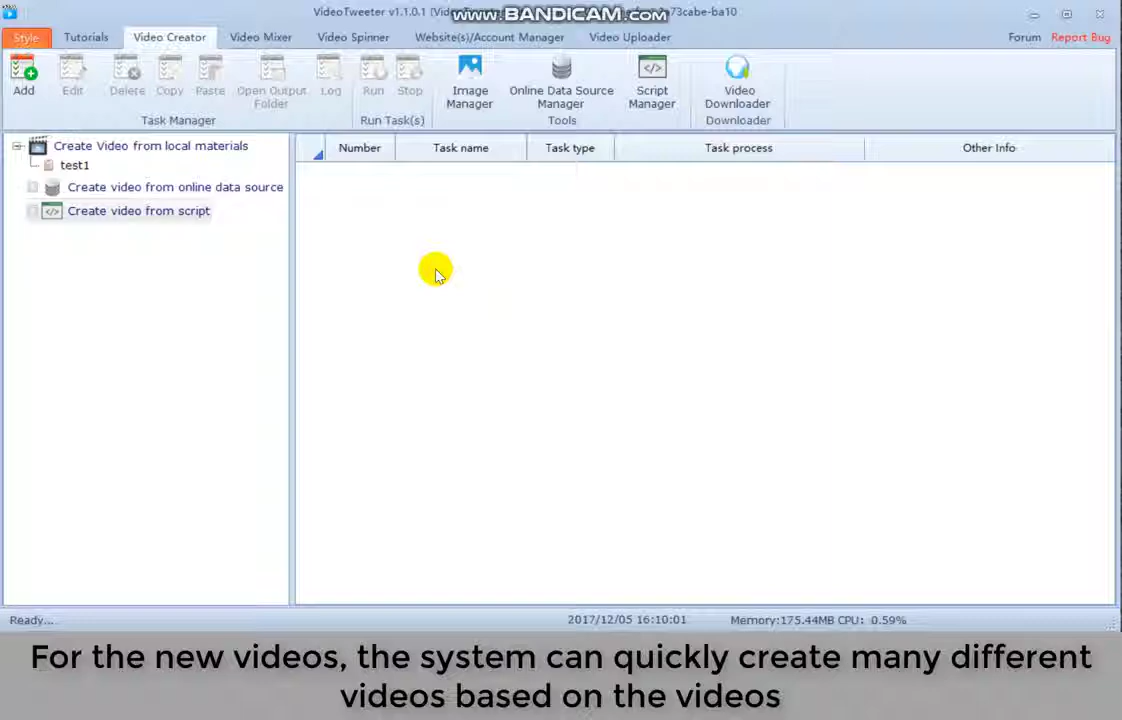 VideoTweeter v1.1.0.1
www.BANDICAM.com
73cabe-ba10
Style Tutorials Video Creator Video Mixer Video Spinner Website(s)/Account Manager Video Uploader Forum Report Bug
Add Edit Delete Copy Paste Open Output Folder Log Run Stop Image Manager Online Data Source Manager Script Manager Video Downloader
Task Manager Run Task(s) Tools Downloader
Create Video from local materials
test1
Create video from online data source
Create video from script
Number Task name Task type Task process Other Info
Ready... 2017/12/05 16:10:01 Memory:175.44MB CPU: 0.59%
For the new videos, the system can quickly create many different
videos based on the videos